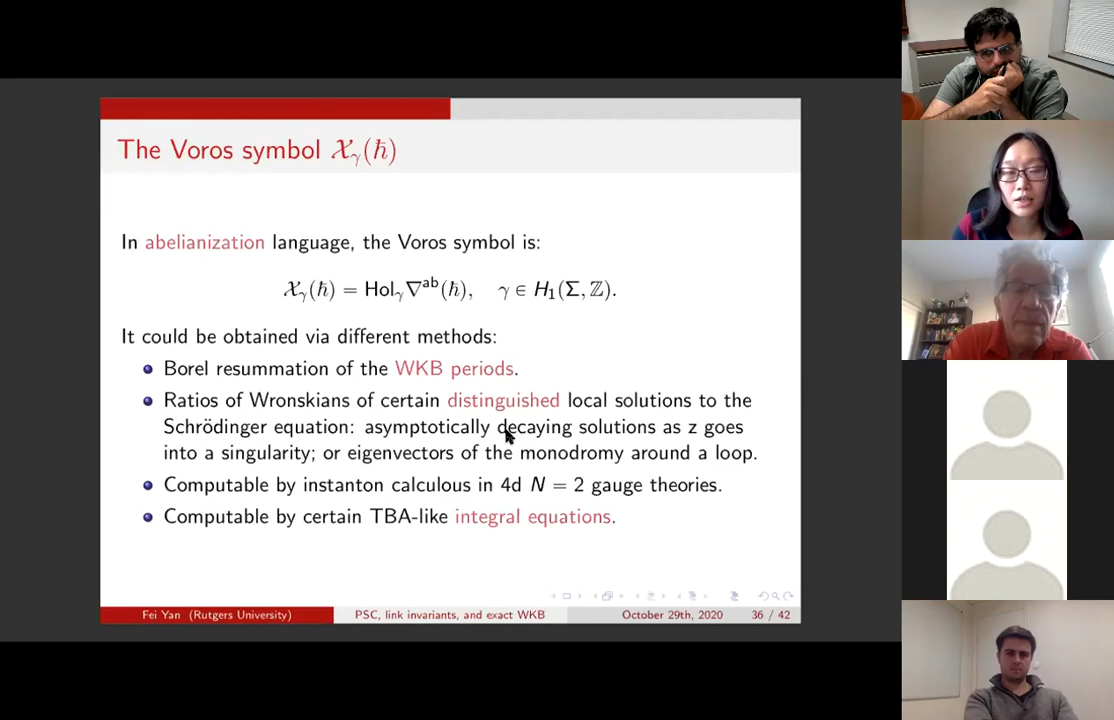 The Voros symbol 𝒳γ(ℏ)
In abelianization language, the Voros symbol is:
𝒳γ(ℏ) = Holγ∇ᵃᵇ(ℏ), γ ∈ H₁(Σ, ℤ).
It could be obtained via different methods:
Borel resummation of the WKB periods.
Ratios of Wronskians of certain distinguished local solutions to the
Schrödinger equation: asymptotically decaying solutions as z goes
into a singularity; or eigenvectors of the monodromy around a loop.
Computable by instanton calculous in 4d N = 2 gauge theories.
Computable by certain TBA-like integral equations.
Fei Yan (Rutgers University) PSC, link invariants, and exact WKB October 29th, 2020 36 / 42